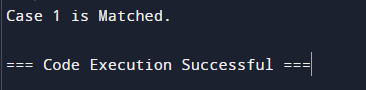 Case 1 is Matched.
=== Code Execution Successful ===